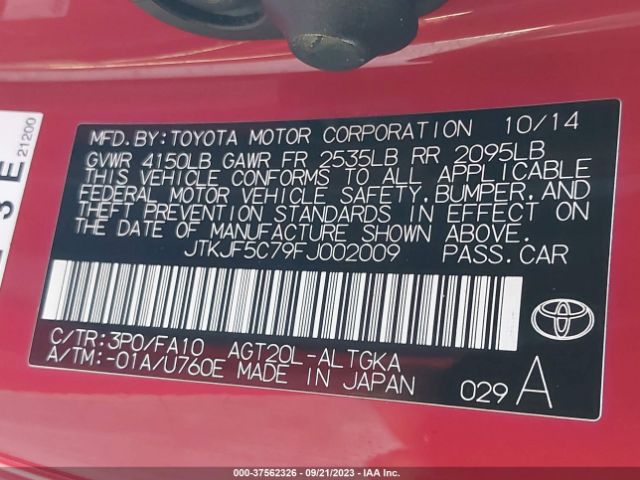 MFD.BY:TOYOTA MOTOR CORPORATION 10/14
GVWR 4150LB GAWR FR 2535LB RR 2095LB
THIS VEHICLE CONFORMS TO ALL APPLICABLE
FEDERAL MOTOR VEHICLE SAFETY,BUMPER,AND
THEFT PREVENTION STANDARDS IN EFFECT ON
THE DATE OF MANUFACTURE SHOWN ABOVE.
JTKJF5C79FJ002009 PASS.CAR
C/TR:3P0/FA10 AGT20L-ALTGKA
A/TM:-01A/U760E MADE IN JAPAN
029 A
TOYOTA
21200
3 E
000-37562326 | 09/21/2023 | IAA Inc.